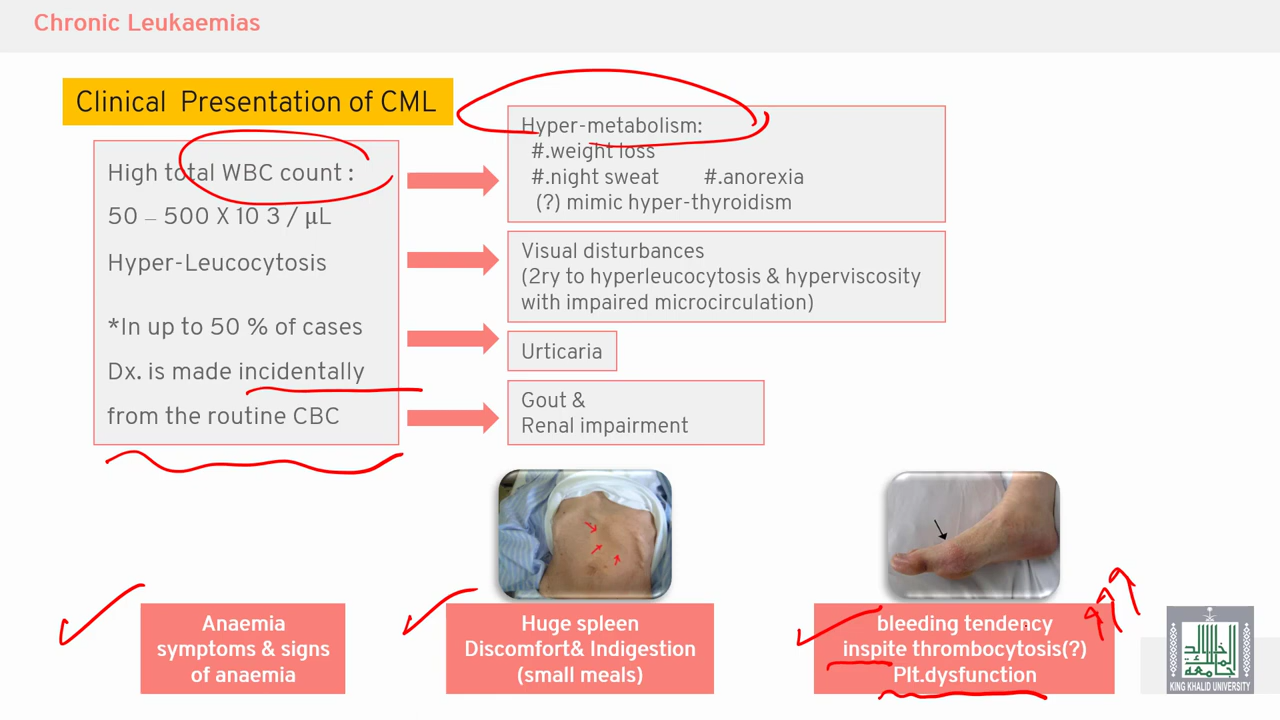 Chronic Leukaemias
Clinical Presentation of CML
High total WBC count :
50 – 500 X 10 3 / μL
Hyper-Leucocytosis
*In up to 50 % of cases
Dx. is made incidentally
from the routine CBC
Hyper-metabolism:
#.weight loss
#.night sweat #.anorexia
(?) mimic hyper-thyroidism
Visual disturbances
(2ry to hyperleucocytosis & hyperviscosity
with impaired microcirculation)
Urticaria
Gout &
Renal impairment
Anaemia
symptoms & signs
of anaemia
Huge spleen
Discomfort& Indigestion
(small meals)
bleeding tendency
inspite thrombocytosis(?)
Plt.dysfunction
KING KHALID UNIVERSITY